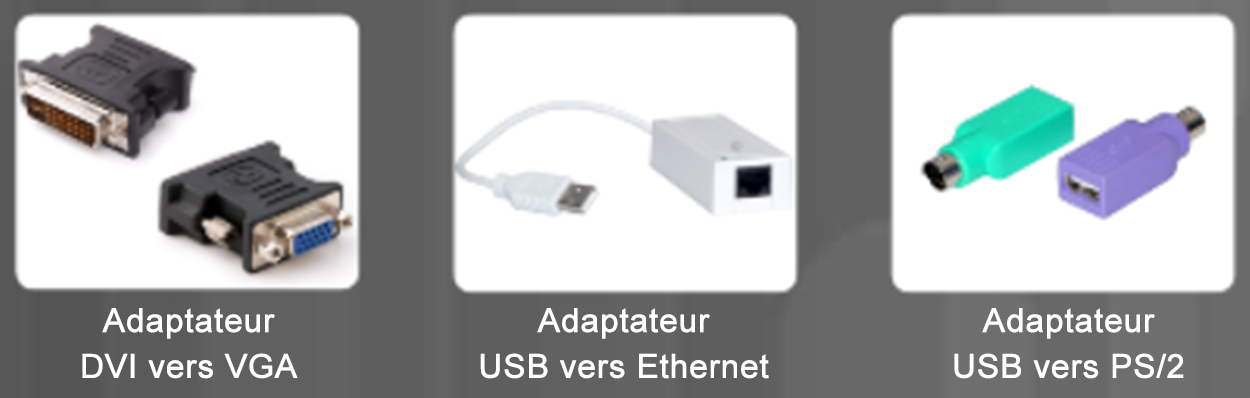 Adaptateur
DVI vers VGA
Adaptateur
USB vers Ethernet
Adaptateur
USB vers PS/2